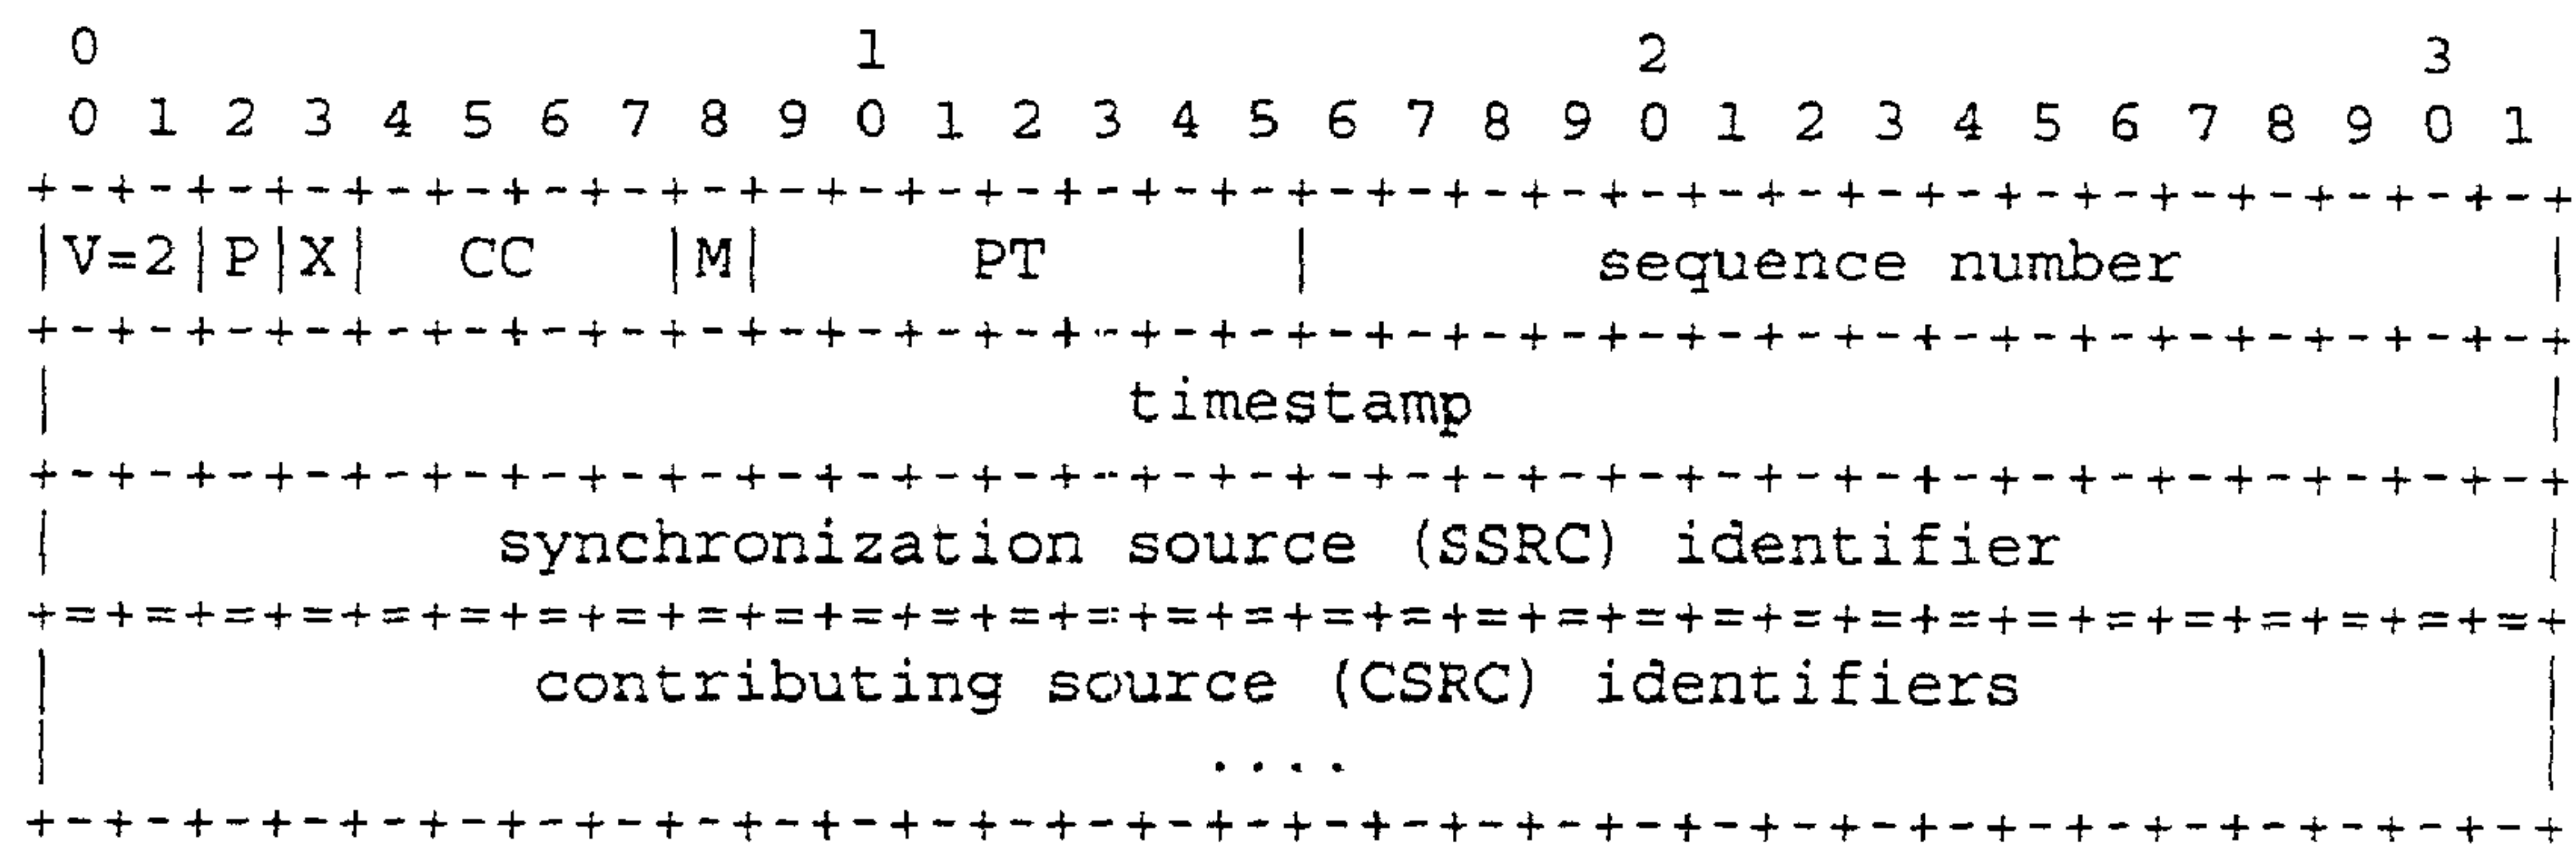 0                   1                   2                   3
0 1 2 3 4 5 6 7 8 9 0 1 2 3 4 5 6 7 8 9 0 1 2 3 4 5 6 7 8 9 0 1
+-+-+-+-+-+-+-+-+-+-+-+-+-+-+-+-+-+-+-+-+-+-+-+-+-+-+-+-+-+-+-+-+
|V=2|P|X|  CC   |M|     PT      |       sequence number         |
+-+-+-+-+-+-+-+-+-+-+-+-+-+-+-+-+-+-+-+-+-+-+-+-+-+-+-+-+-+-+-+-+
|                           timestamp                           |
+-+-+-+-+-+-+-+-+-+-+-+-+-+-+-+-+-+-+-+-+-+-+-+-+-+-+-+-+-+-+-+-+
|           synchronization source (SSRC) identifier            |
+=+=+=+=+=+=+=+=+=+=+=+=+=+=+=+=+=+=+=+=+=+=+=+=+=+=+=+=+=+=+=+=+
|            contributing source (CSRC) identifiers             |
|                             ....                              |
+-+-+-+-+-+-+-+-+-+-+-+-+-+-+-+-+-+-+-+-+-+-+-+-+-+-+-+-+-+-+-+-+